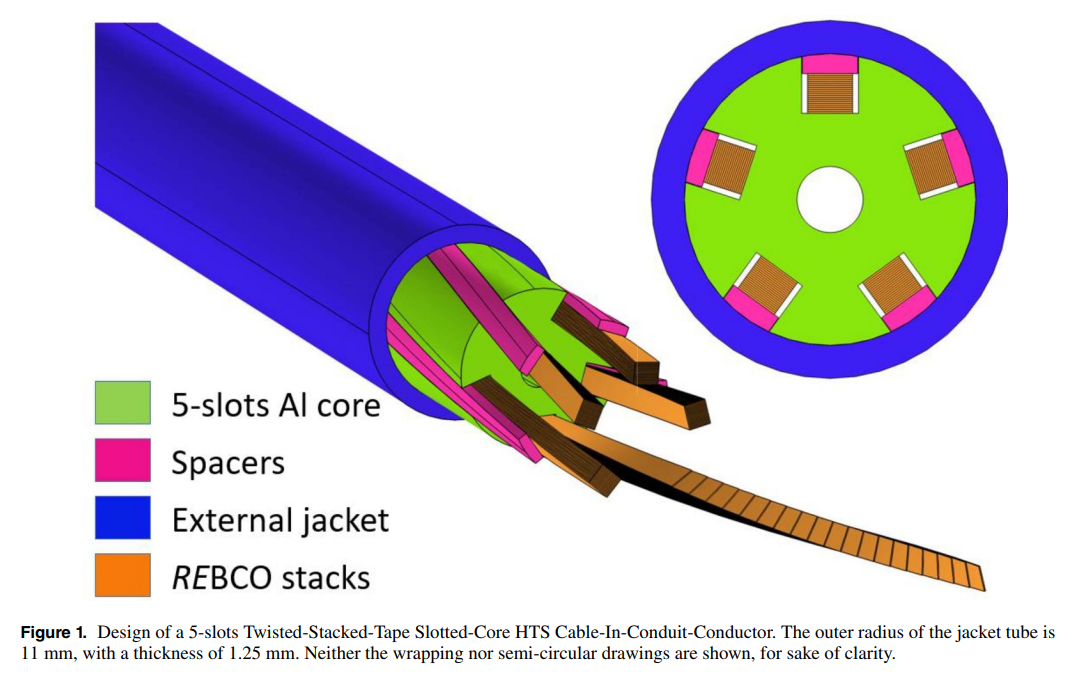 5-slots Al core
Spacers
External jacket
REBCO stacks
Figure 1. Design of a 5-slots Twisted-Stacked-Tape Slotted-Core HTS Cable-In-Conduit-Conductor. The outer radius of the jacket tube is
11 mm, with a thickness of 1.25 mm. Neither the wrapping nor semi-circular drawings are shown, for sake of clarity.